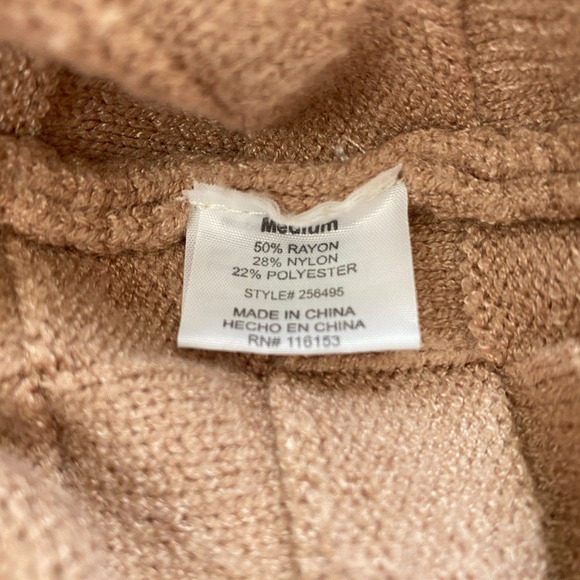 Medium
50% RAYON
28% NYLON
22% POLYESTER
STYLE# 256495
MADE IN CHINA
HECHO EN CHINA
RN# 116153